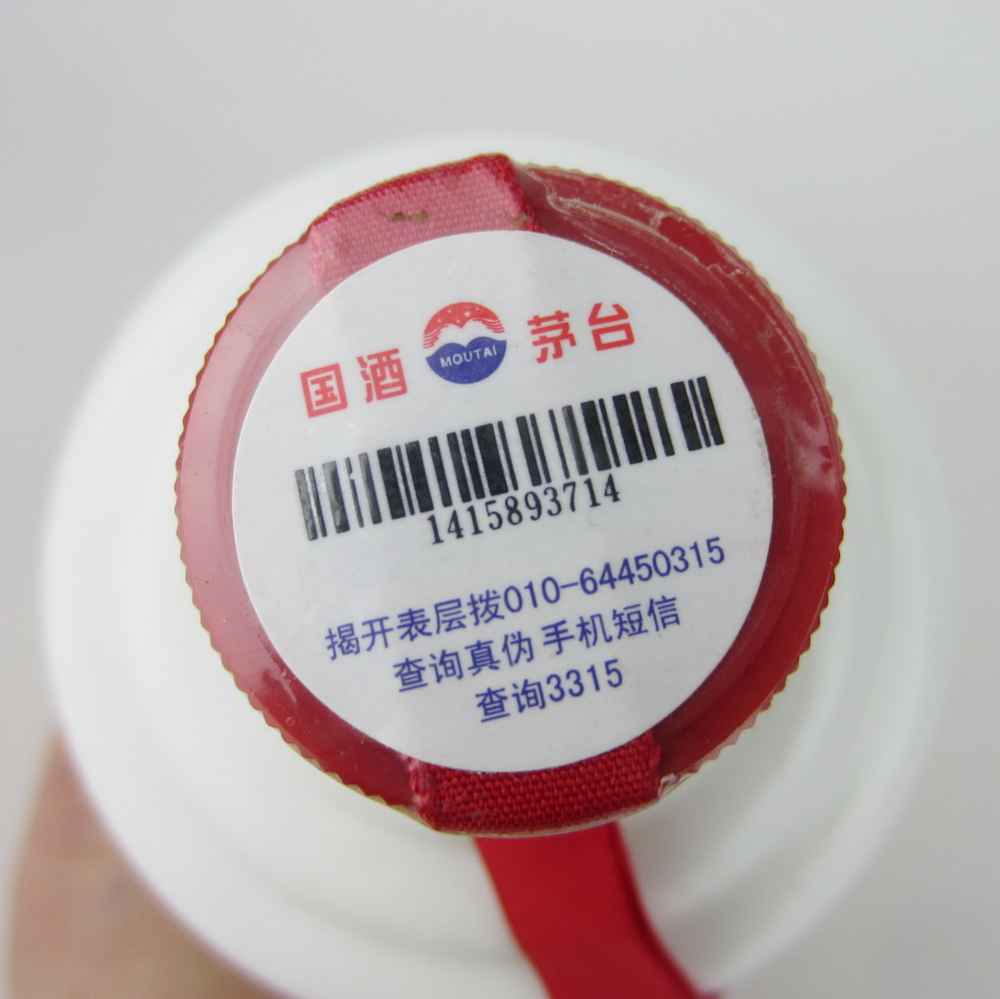 国酒 MOUTAI 茅台
1415893714
揭开表层拨010-64450315
查询真伪 手机短信
查询3315